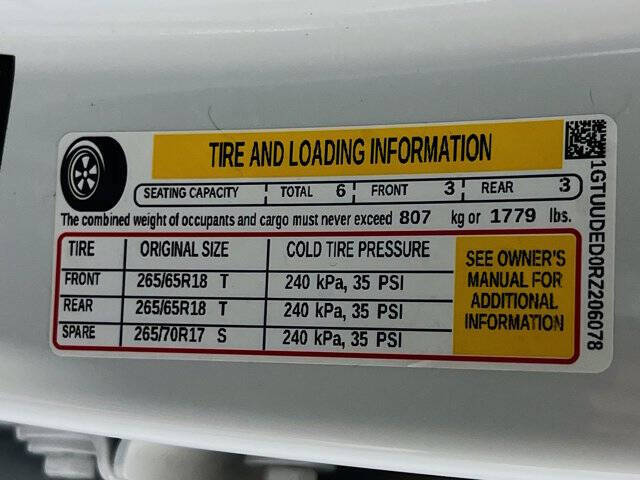 TIRE AND LOADING INFORMATION
SEATING CAPACITY TOTAL 6 FRONT 3 REAR 3
The combined weight of occupants and cargo must never exceed 807 kg or 1779 lbs.
TIRE ORIGINAL SIZE COLD TIRE PRESSURE
FRONT 265/65R18 T 240 kPa, 35 PSI
REAR 265/65R18 T 240 kPa, 35 PSI
SPARE 265/70R17 S 240 kPa, 35 PSI
SEE OWNER'S
MANUAL FOR
ADDITIONAL
INFORMATION
1GTUUDED0RZ206078